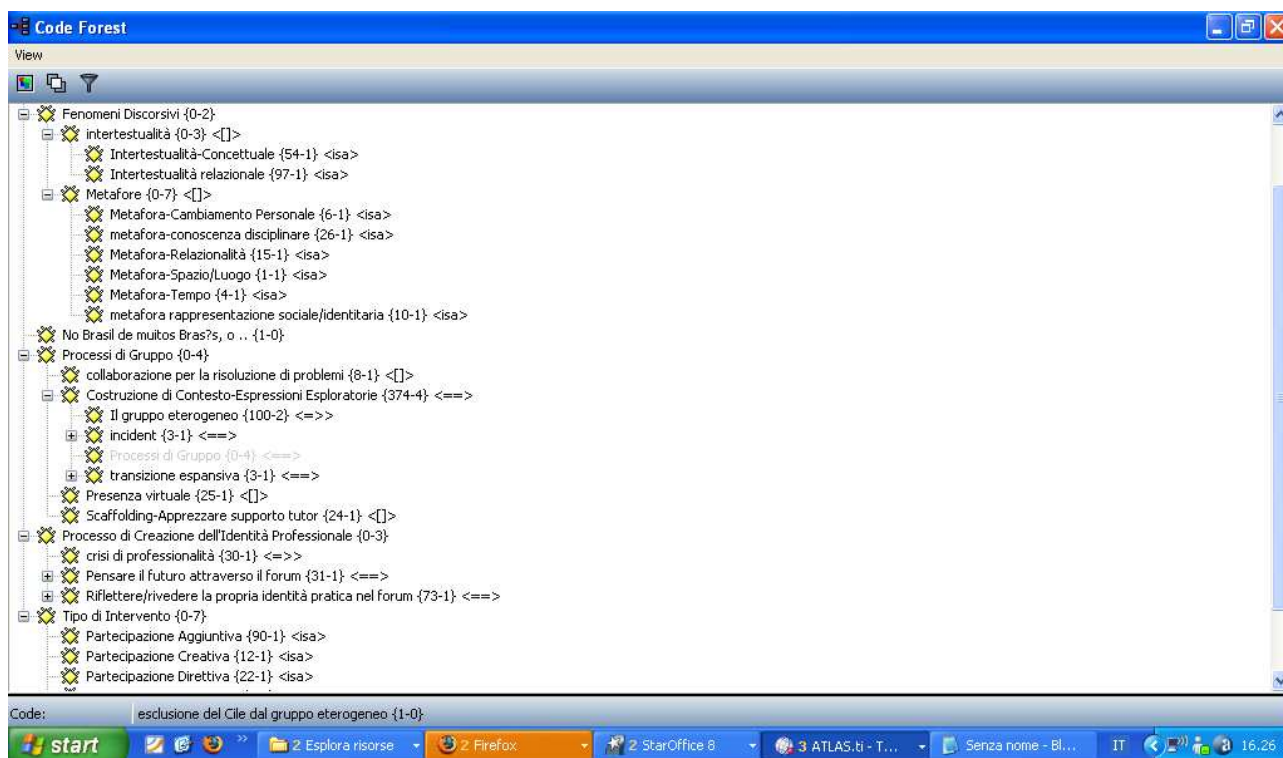 Code Forest
View
Fenomeni Discorsivi {0-2}
intertestualità {0-3} <[]>
Intertestualità-Concettuale {54-1} <isa>
Intertestualità relazionale {97-1} <isa>
Metafore {0-7} <[]>
Metafora-Cambiamento Personale {6-1} <isa>
metafora-conoscenza disciplinare {26-1} <isa>
Metafora-Relazionalità {15-1} <isa>
Metafora-Spazio/Luogo {1-1} <isa>
Metafora-Tempo {4-1} <isa>
metafora rappresentazione sociale/identitaria {10-1} <isa>
No Brasil de muitos Bras?s, o .. {1-0}
Processi di Gruppo {0-4}
collaborazione per la risoluzione di problemi {8-1} <[]>
Costruzione di Contesto-Espressioni Esploratorie {374-4} <==>
Il gruppo eterogeneo {100-2} <=>>
incident {3-1} <==>
Processi di Gruppo {0-4} <==>
transizione espansiva {3-1} <==>
Presenza virtuale {25-1} <[]>
Scaffolding-Apprezzare supporto tutor {24-1} <[]>
Processo di Creazione dell'Identità Professionale {0-3}
crisi di professionalità {30-1} <=>>
Pensare il futuro attraverso il forum {31-1} <==>
Riflettere/rivedere la propria identità pratica nel forum {73-1} <==>
Tipo di Intervento {0-7}
Partecipazione Aggiuntiva {90-1} <isa>
Partecipazione Creativa {12-1} <isa>
Partecipazione Direttiva {22-1} <isa>
Code: esclusione del Cile dal gruppo eterogeneo {1-0}
start » 2 Esplora risorse 2 Firefox 2 StarOffice 8 3 ATLAS.ti - T... Senza nome - Bl... IT 16.26